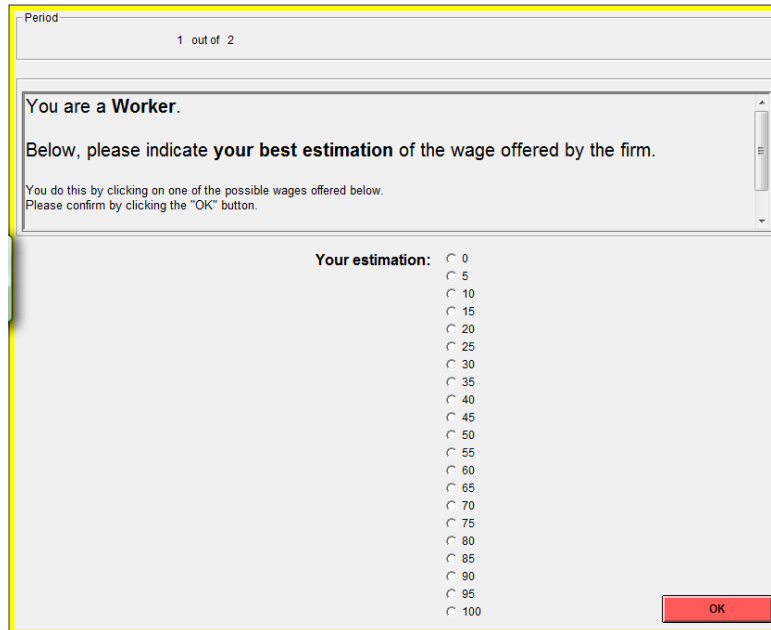 Period
1 out of 2
You are a Worker.
Below, please indicate your best estimation of the wage offered by the firm.
You do this by clicking on one of the possible wages offered below.
Please confirm by clicking the "OK" button.
Your estimation:
0
5
10
15
20
25
30
35
40
45
50
55
60
65
70
75
80
85
90
95
100
OK